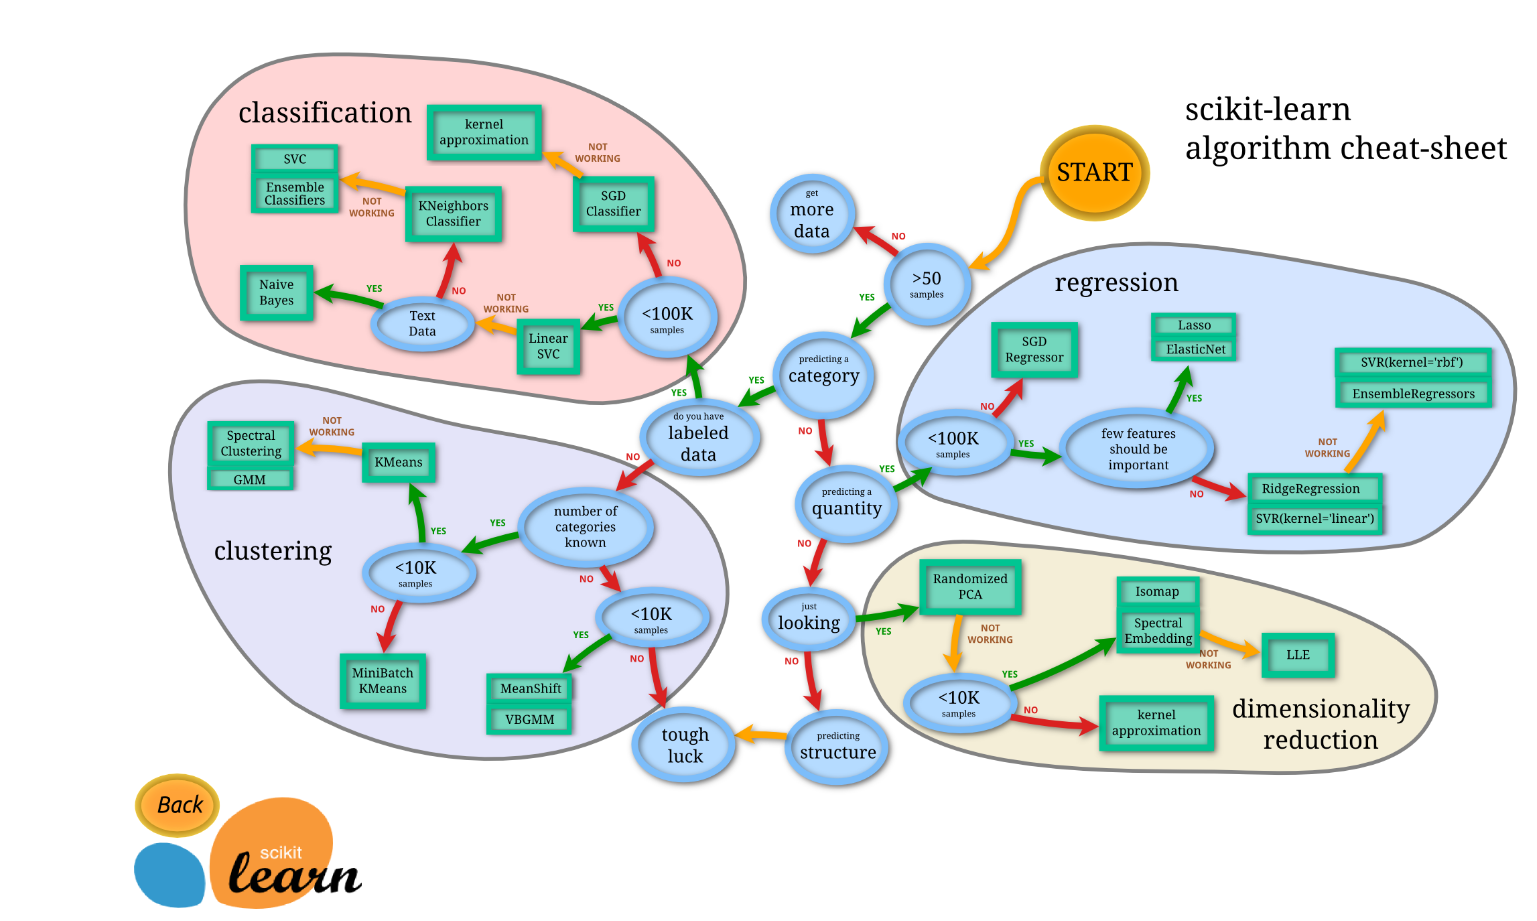 scikit-learn
algorithm cheat-sheet
START
get
more
data
NO
>50
samples
YES
predicting a
category
YES
NO
do you have
labeled
data
YES
NO
predicting a
quantity
YES
NO
just
looking
YES
NO
predicting
structure
tough
luck
classification
kernel
approximation
NOT
WORKING
SGD
Classifier
NO
<100K
samples
YES
Linear
SVC
NOT
WORKING
Text
Data
YES
NO
Naive
Bayes
KNeighbors
Classifier
NOT
WORKING
SVC
Ensemble
Classifiers
clustering
number of
categories
known
YES
NO
<10K
samples
YES
NO
KMeans
NOT
WORKING
Spectral
Clustering
GMM
MiniBatch
KMeans
<10K
samples
YES
NO
MeanShift
VBGMM
regression
<100K
samples
NO
YES
SGD
Regressor
few features
should be
important
YES
NO
Lasso
ElasticNet
RidgeRegression
SVR(kernel='linear')
NOT
WORKING
SVR(kernel='rbf')
EnsembleRegressors
dimensionality
reduction
Randomized
PCA
NOT
WORKING
<10K
samples
YES
NO
Isomap
Spectral
Embedding
NOT
WORKING
LLE
kernel
approximation
Back
scikit
learn